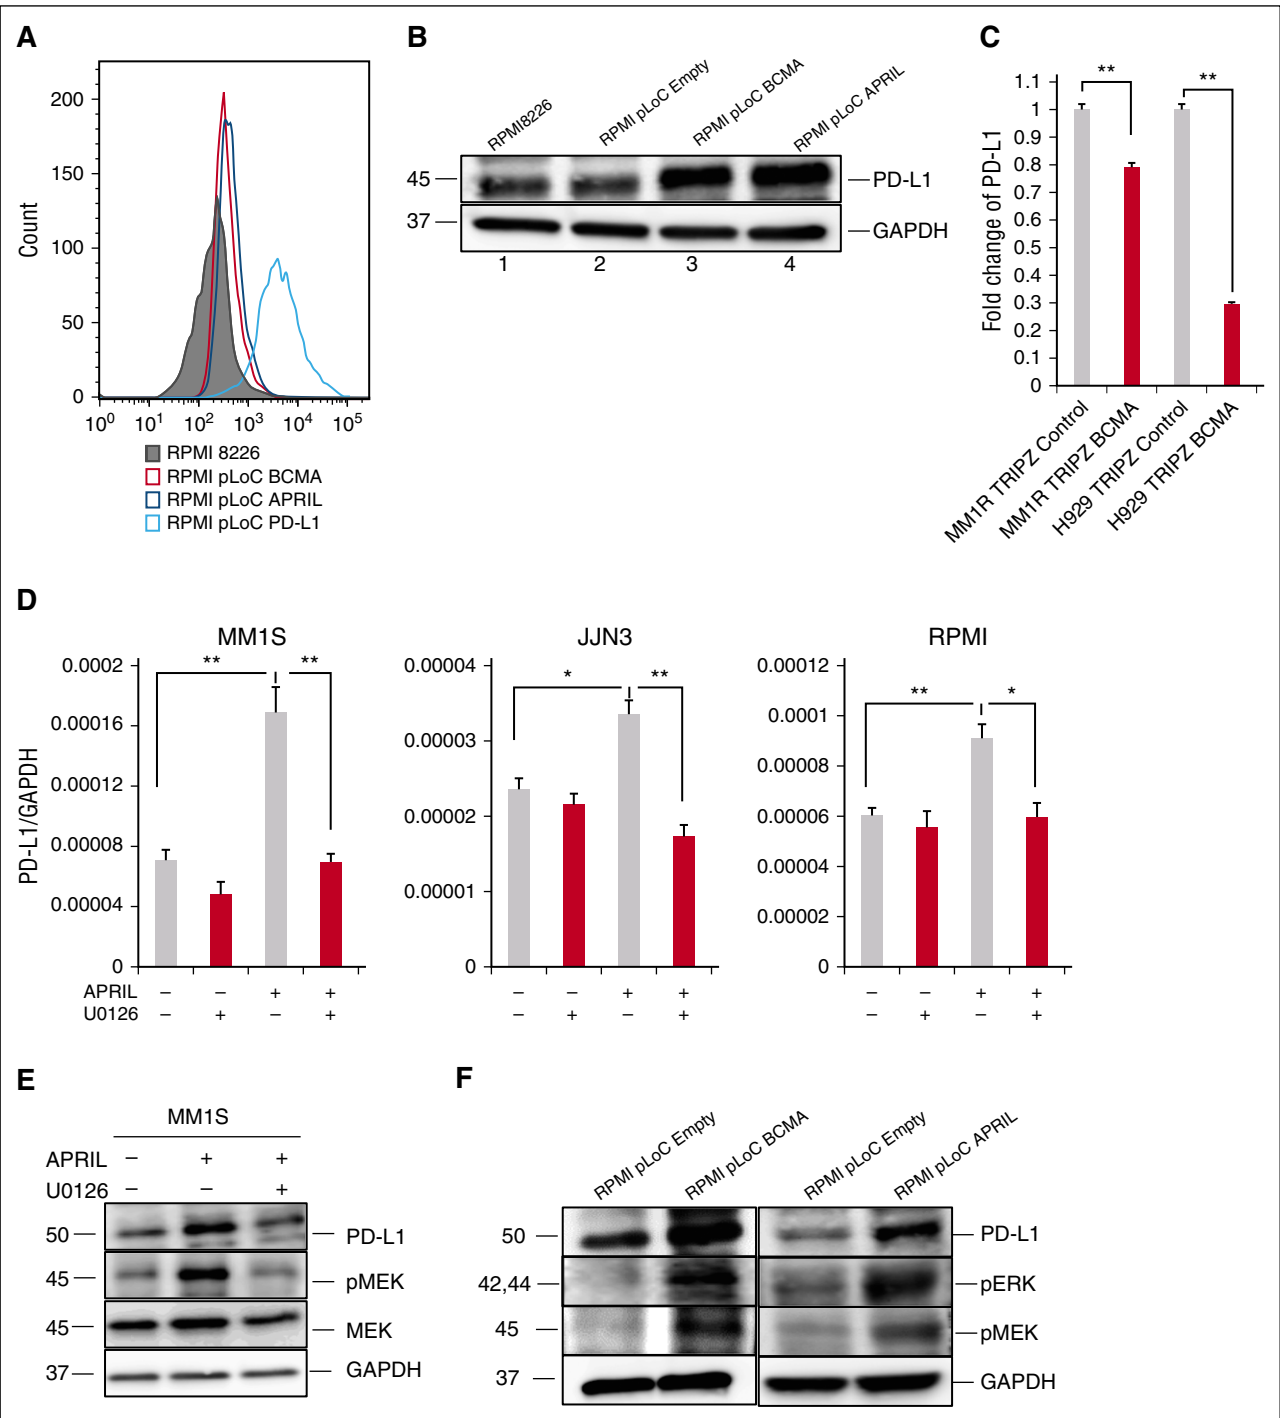 A
200
150
100
50
0
Count
10⁰ 10¹ 10² 10³ 10⁴ 10⁵
RPMI 8226
RPMI pLoC BCMA
RPMI pLoC APRIL
RPMI pLoC PD-L1
B
RPMI8226 RPMI pLoC Empty RPMI pLoC BCMA RPMI pLoC APRIL
45 PD-L1
37 GAPDH
1 2 3 4
C
Fold change of PD-L1
1.1
1
0.9
0.8
0.7
0.6
0.5
0.4
0.3
0.2
0.1
0
** **
MM1R TRIPZ Control
MM1R TRIPZ BCMA
H929 TRIPZ Control
H929 TRIPZ BCMA
D
PD-L1/GAPDH
MM1S
0.0002
0.00016
0.00012
0.00008
0.00004
0
** **
APRIL – – + +
U0126 – + – +
JJN3
0.00004
0.00003
0.00002
0.00001
0
* **
– – + +
– + – +
RPMI
0.00012
0.0001
0.00008
0.00006
0.00004
0.00002
0
** *
– – + +
– + – +
E
MM1S
APRIL – + +
U0126 – – +
50 PD-L1
45 pMEK
45 MEK
37 GAPDH
F
RPMI pLoC Empty RPMI pLoC BCMA RPMI pLoC Empty RPMI pLoC APRIL
50 PD-L1
42,44 pERK
45 pMEK
37 GAPDH